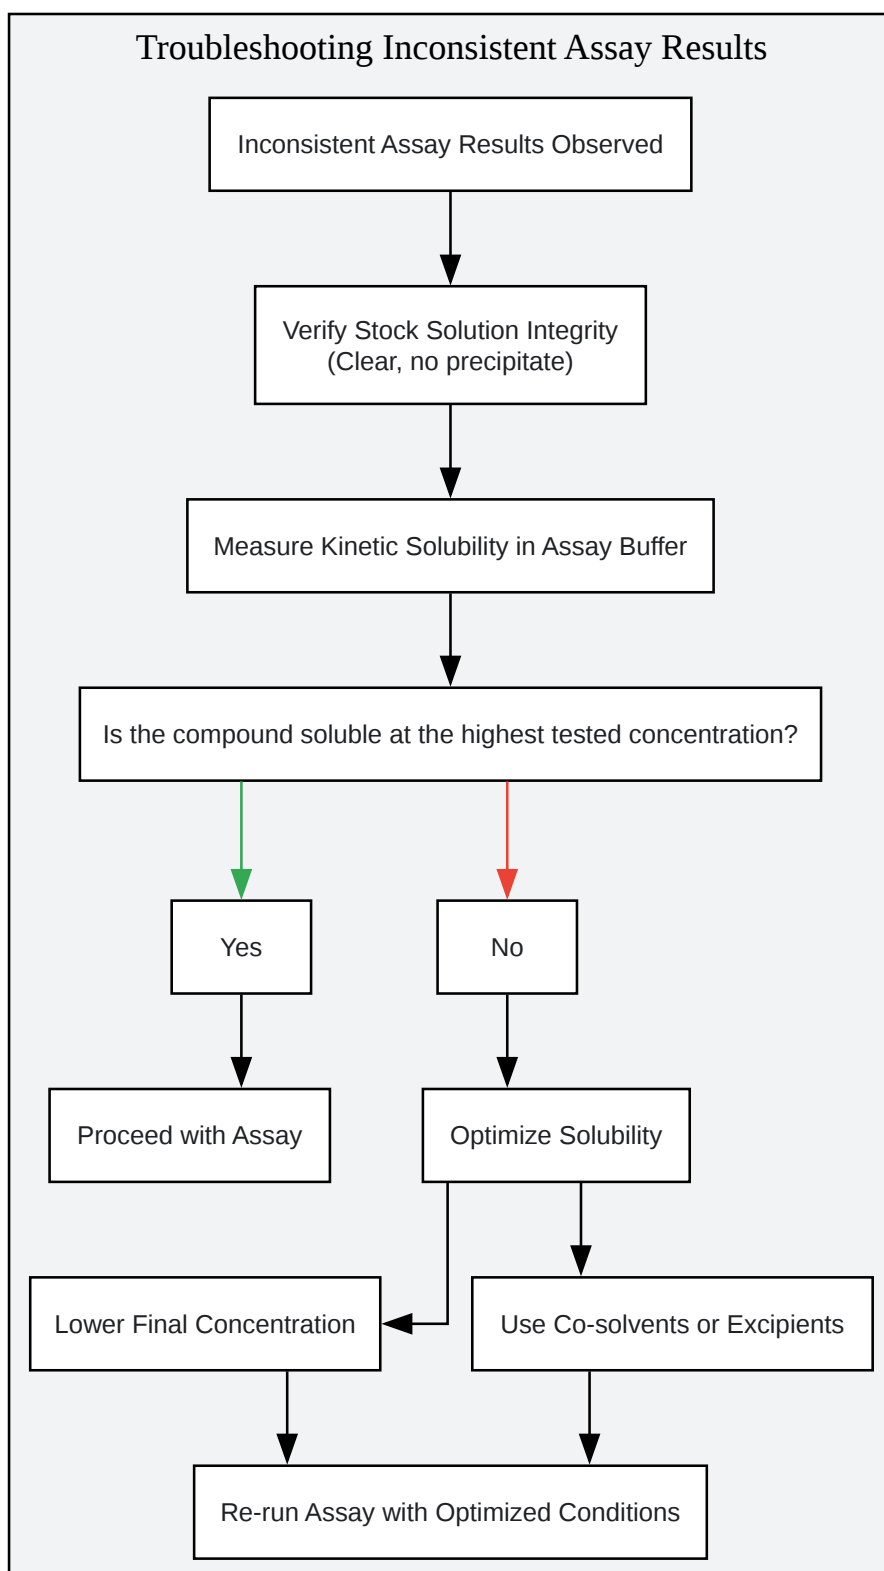 Troubleshooting Inconsistent Assay Results
Inconsistent Assay Results Observed
Verify Stock Solution Integrity
(Clear, no precipitate)
Measure Kinetic Solubility in Assay Buffer
Is the compound soluble at the highest tested concentration?
Yes
No
Proceed with Assay
Optimize Solubility
Lower Final Concentration
Use Co-solvents or Excipients
Re-run Assay with Optimized Conditions